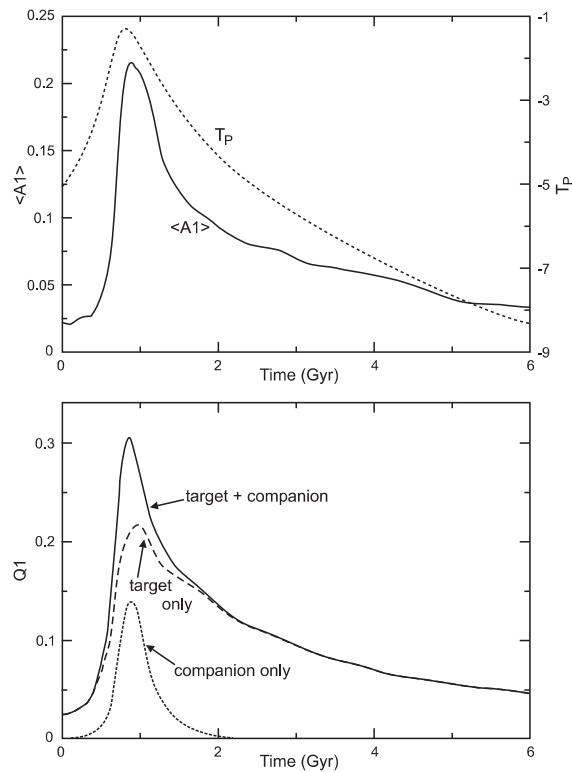 0.25
0.20
0.15
0.1
0.05
0
<A1>
-1
-3
-5
-7
-9
T_P
T_P
<A1>
0 2 4 6
Time (Gyr)
0.3
0.2
0.1
0
Q1
target + companion
target
only
companion only
0 2 4 6
Time (Gyr)